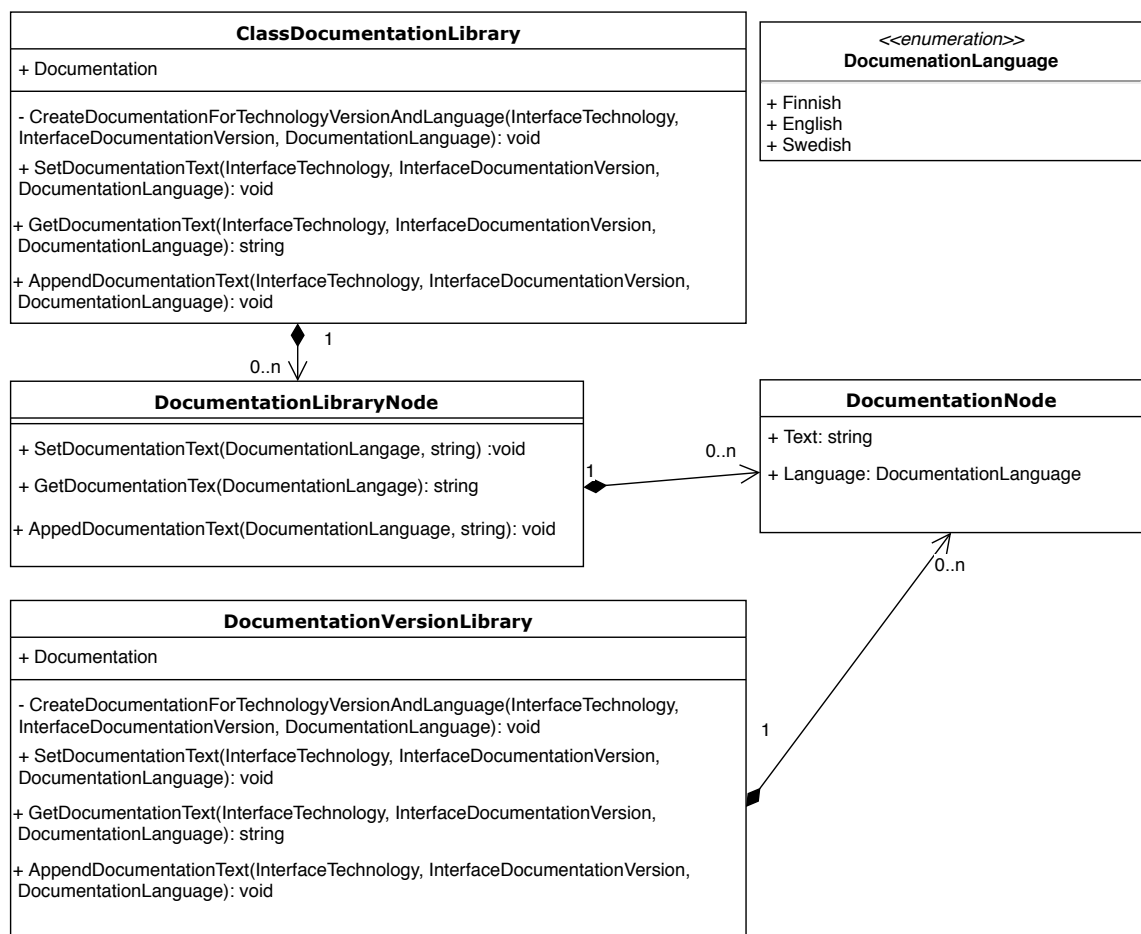 ClassDocumentationLibrary
+ Documentation
- CreateDocumentationForTechnologyVersionAndLanguage(InterfaceTechnology,
InterfaceDocumentationVersion, DocumentationLanguage): void
+ SetDocumentationText(InterfaceTechnology, InterfaceDocumentationVersion,
DocumentationLanguage): void
+ GetDocumentationText(InterfaceTechnology, InterfaceDocumentationVersion,
DocumentationLanguage): string
+ AppendDocumentationText(InterfaceTechnology, InterfaceDocumentationVersion,
DocumentationLanguage): void
<<enumeration>>
DocumenationLanguage
+ Finnish
+ English
+ Swedish
1
0..n
DocumentationLibraryNode
+ SetDocumentationText(DocumentationLangage, string) :void
+ GetDocumentationTex(DocumentationLangage): string
+ AppedDocumentationText(DocumentationLanguage, string): void
1
0..n
DocumentationNode
+ Text: string
+ Language: DocumentationLanguage
0..n
1
DocumentationVersionLibrary
+ Documentation
- CreateDocumentationForTechnologyVersionAndLanguage(InterfaceTechnology,
InterfaceDocumentationVersion, DocumentationLanguage): void
+ SetDocumentationText(InterfaceTechnology, InterfaceDocumentationVersion,
DocumentationLanguage): void
+ GetDocumentationText(InterfaceTechnology, InterfaceDocumentationVersion,
DocumentationLanguage): string
+ AppendDocumentationText(InterfaceTechnology, InterfaceDocumentationVersion,
DocumentationLanguage): void